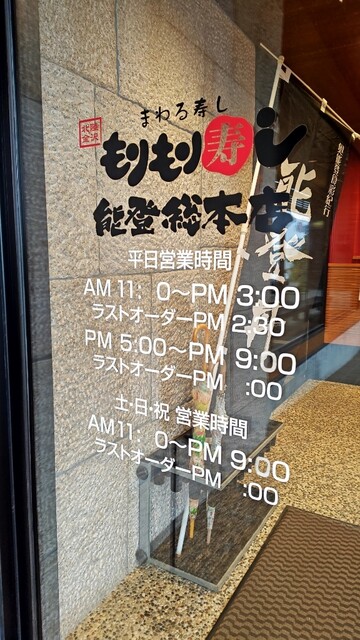 まわる寿し
もりもり寿し
能登総本店
平日営業時間
AM 11:0〜PM 3:00
ラストオーダーPM 2:30
PM 5:00〜PM 9:00
ラストオーダーPM :00
土・日・祝 営業時間
AM11:0〜PM 9:00
ラストオーダーPM :00
能登